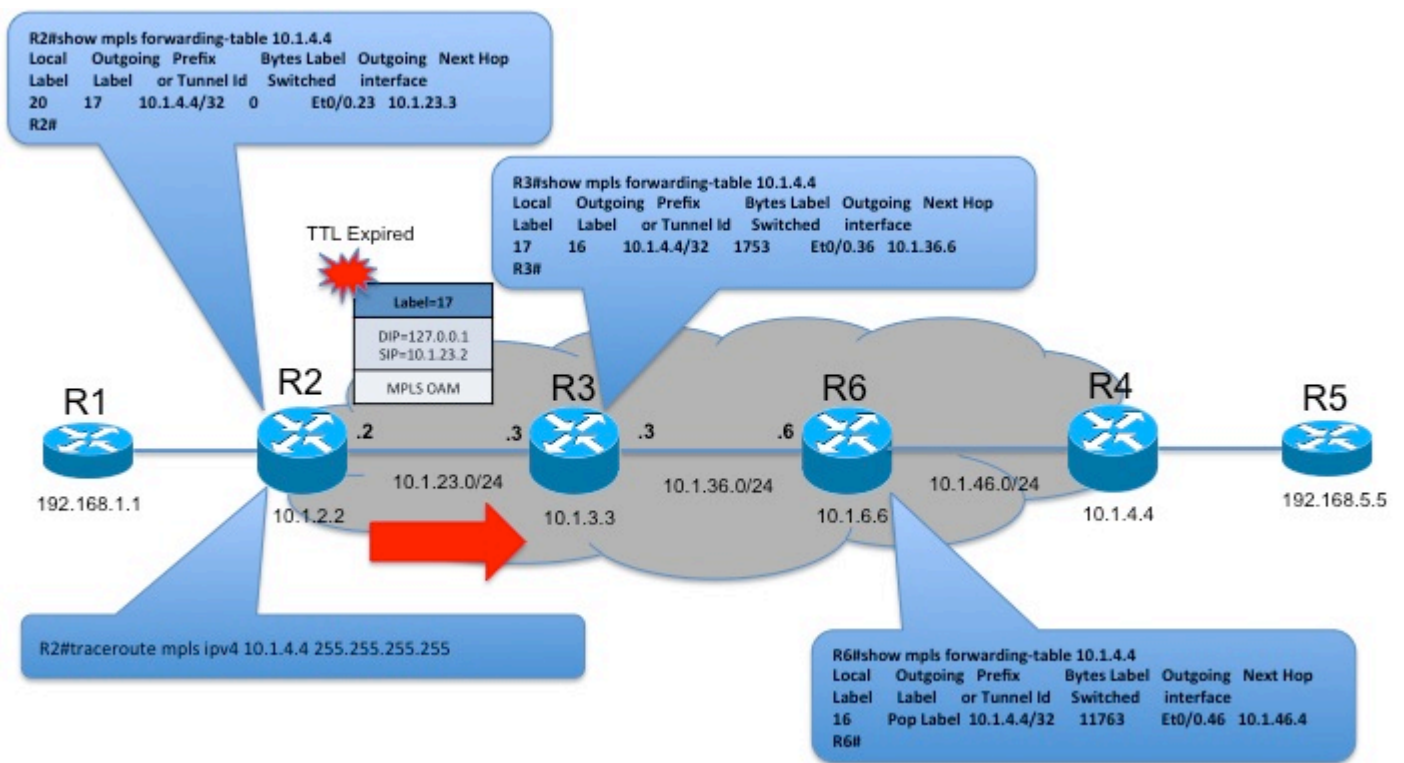 R2#show mpls forwarding-table 10.1.4.4
Local Outgoing Prefix Bytes Label Outgoing Next Hop
Label Label or Tunnel Id Switched interface
20 17 10.1.4.4/32 0 Et0/0.23 10.1.23.3
R2#
R3#show mpls forwarding-table 10.1.4.4
Local Outgoing Prefix Bytes Label Outgoing Next Hop
Label Label or Tunnel Id Switched interface
17 16 10.1.4.4/32 1753 Et0/0.36 10.1.36.6
R3#
TTL Expired
Label=17
DIP=127.0.0.1
SIP=10.1.23.2
MPLS OAM
R1
R2
R3
R6
R4
R5
.2
.3
.3
.6
192.168.1.1
10.1.2.2
10.1.23.0/24
10.1.3.3
10.1.36.0/24
10.1.6.6
10.1.46.0/24
10.1.4.4
192.168.5.5
R2#traceroute mpls ipv4 10.1.4.4 255.255.255.255
R6#show mpls forwarding-table 10.1.4.4
Local Outgoing Prefix Bytes Label Outgoing Next Hop
Label Label or Tunnel Id Switched interface
16 Pop Label 10.1.4.4/32 11763 Et0/0.46 10.1.46.4
R6#